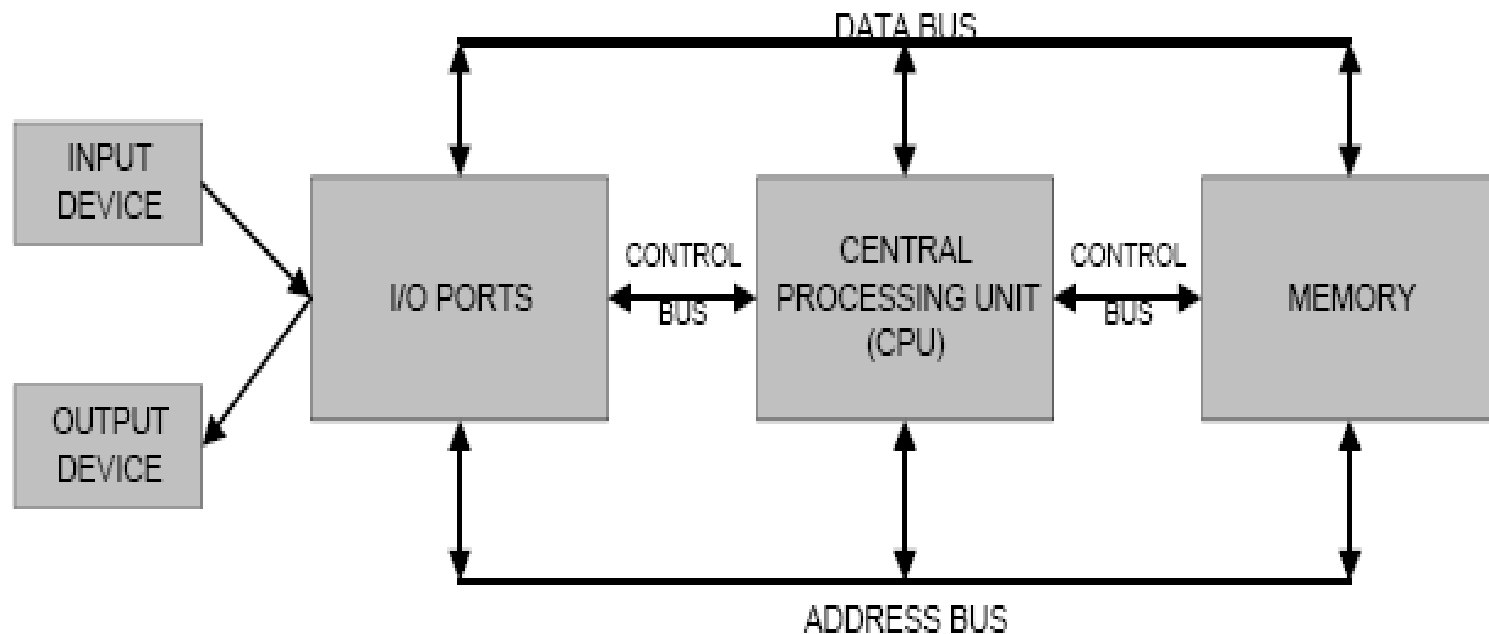 DATA BUS
INPUT
DEVICE
OUTPUT
DEVICE
I/O PORTS
CONTROL
BUS
CENTRAL
PROCESSING UNIT
(CPU)
CONTROL
BUS
MEMORY
ADDRESS BUS